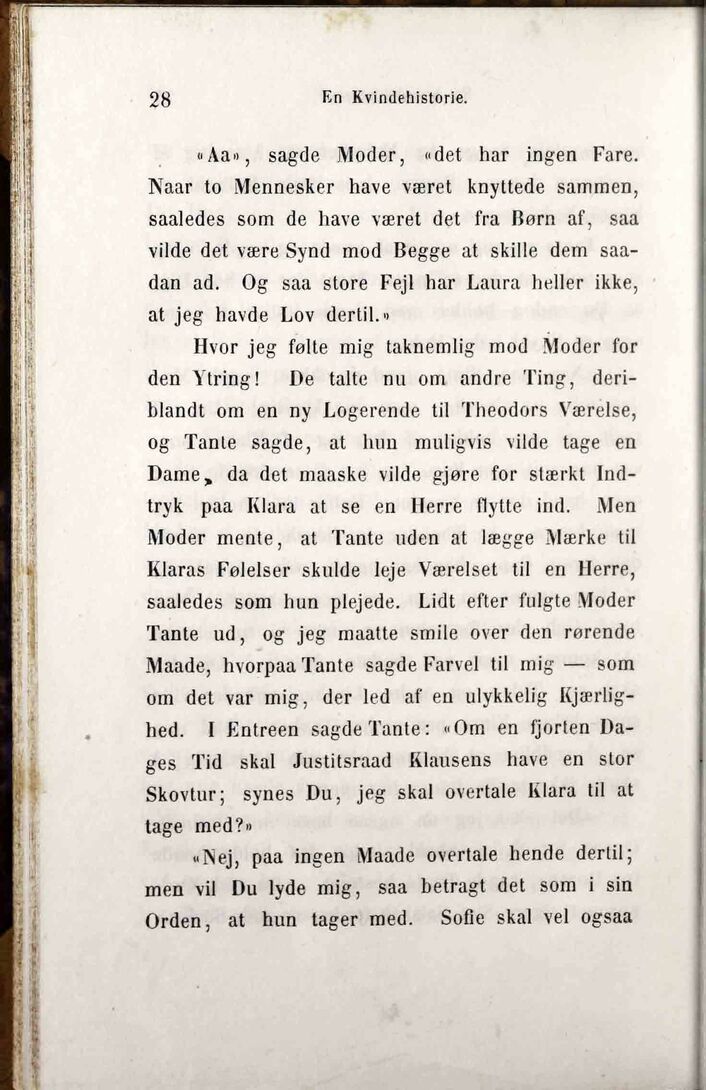 28 En Kvindehistorie.
«Aa», sagde Moder, «det har ingen Fare.
Naar to Mennesker have været knyttede sammen,
saaledes som de have været det fra Børn af, saa
vilde det være Synd mod Begge at skille dem saa-
dan ad. Og saa store Fejl har Laura heller ikke,
at jeg havde Lov dertil.»
Hvor jeg følte mig taknemlig mod Moder for
den Ytring! De talte nu om andre Ting, deri-
blandt om en ny Logerende til Theodors Værelse,
og Tante sagde, at hun muligvis vilde tage en
Dame, da det maaske vilde gjøre for stærkt Ind-
tryk paa Klara at se en Herre flytte ind. Men
Moder mente, at Tante uden at lægge Mærke til
Klaras Følelser skulde leje Værelset til en Herre,
saaledes som hun plejede. Lidt efter fulgte Moder
Tante ud, og jeg maatte smile over den rørende
Maade, hvorpaa Tante sagde Farvel til mig — som
om det var mig, der led af en ulykkelig Kjærlig-
hed. I Entreen sagde Tante: «Om en fjorten Da-
ges Tid skal Justitsraad Klausens have en stor
Skovtur; synes Du, jeg skal overtale Klara til at
tage med?»
«Nej, paa ingen Maade overtale hende dertil;
men vil Du lyde mig, saa betragt det som i sin
Orden, at hun tager med. Sofie skal vel ogsaa